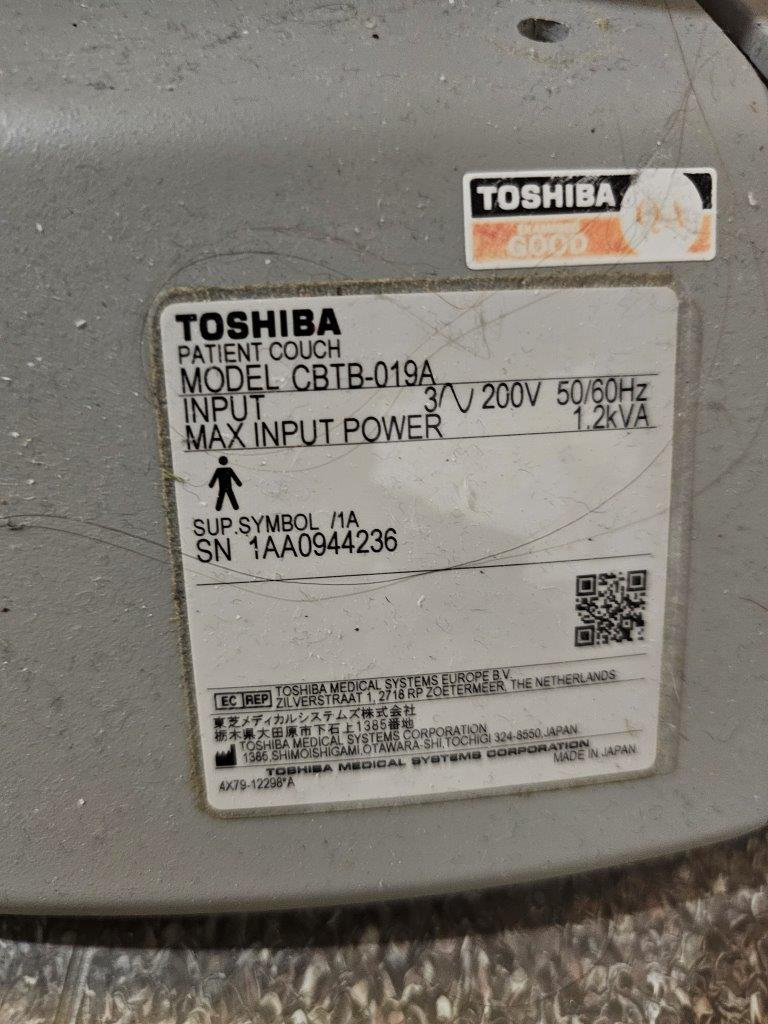 TOSHIBA
EXAMINED
GOOD
QA
TOSHIBA
PATIENT COUCH
MODEL CBTB-019A
INPUT 3∿ 200V 50/60Hz
MAX INPUT POWER 1.2kVA
SUP.SYMBOL /1A
SN 1AA0944236
EC REP TOSHIBA MEDICAL SYSTEMS EUROPE B.V.
ZILVERSTRAAT 1, 2718 RP ZOETERMEER, THE NETHERLANDS
東芝メディカルシステムズ株式会社
栃木県大田原市下石上1385番地
TOSHIBA MEDICAL SYSTEMS CORPORATION
1385,SHIMOISHIGAMI,OTAWARA-SHI,TOCHIGI 324-8550,JAPAN
TOSHIBA MEDICAL SYSTEMS CORPORATION MADE IN JAPAN
4X79-12298*A